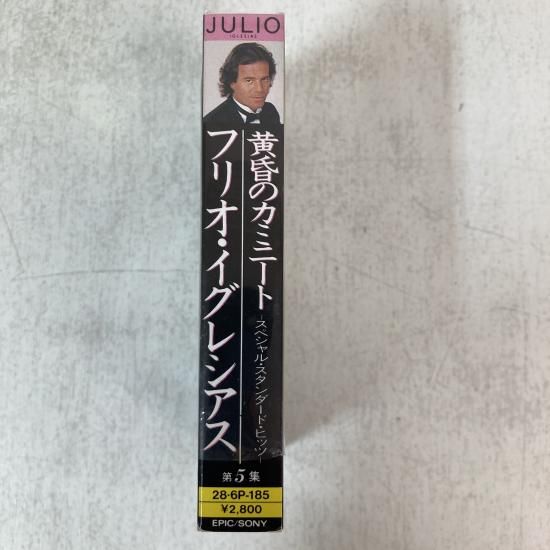 JULIO
IGLESIAS
黄昏のカミニート
-スペシャル・スタンダード・ヒッツ-
フリオ・イグレシアス
第5集
28・6P-185
¥2,800
EPIC/SONY